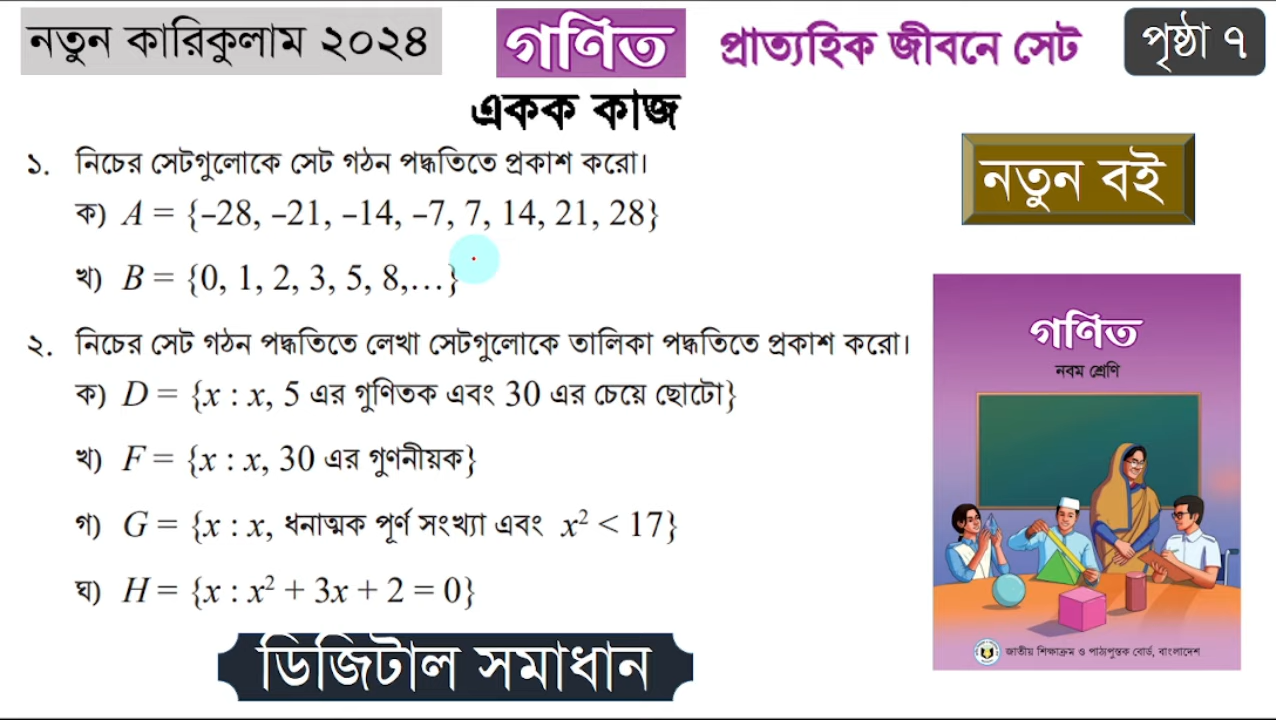 নতুন কারিকুলাম ২০২৪ গণিত প্রাত্যহিক জীবনে সেট পৃষ্ঠা ৭
একক কাজ
১. নিচের সেটগুলোকে সেট গঠন পদ্ধতিতে প্রকাশ করো।
ক) A = {–28, –21, –14, –7, 7, 14, 21, 28}
খ) B = {0, 1, 2, 3, 5, 8,…}
২. নিচের সেট গঠন পদ্ধতিতে লেখা সেটগুলোকে তালিকা পদ্ধতিতে প্রকাশ করো।
ক) D = {x : x, 5 এর গুণিতক এবং 30 এর চেয়ে ছোটো}
খ) F = {x : x, 30 এর গুণনীয়ক}
গ) G = {x : x, ধনাত্মক পূর্ণ সংখ্যা এবং x² < 17}
ঘ) H = {x : x² + 3x + 2 = 0}
ডিজিটাল সমাধান
নতুন বই
গণিত
নবম শ্রেণি
জাতীয় শিক্ষাক্রম ও পাঠ্যপুস্তক বোর্ড, বাংলাদেশ